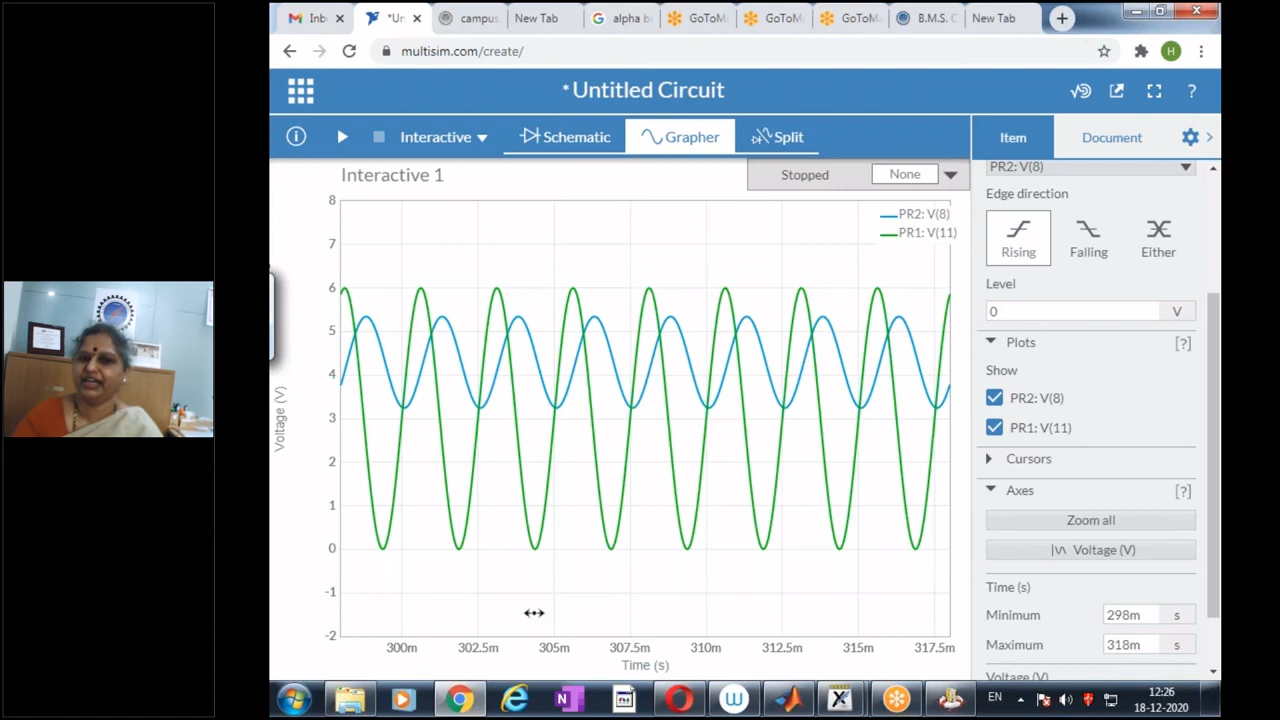 Inb
*Un
campus.
New Tab
alpha b
GoToM
GoToM
GoToM
B.M.S. C
New Tab
multisim.com/create/
H
* Untitled Circuit
?
Interactive
Schematic
Grapher
Split
Item
Document
Interactive 1
Stopped
None
PR2: V(8)
Edge direction
Rising
Falling
Either
Level
0
V
Plots
[?]
Show
PR2: V(8)
PR1: V(11)
Cursors
Axes
[?]
Zoom all
Voltage (V)
Time (s)
Minimum
298m
s
Maximum
318m
s
Voltage (V)
PR2: V(8)
PR1: V(11)
8
7
6
5
4
3
2
1
0
-1
-2
Voltage (V)
300m
302.5m
305m
307.5m
310m
312.5m
315m
317.5m
Time (s)
EN
12:26
18-12-2020